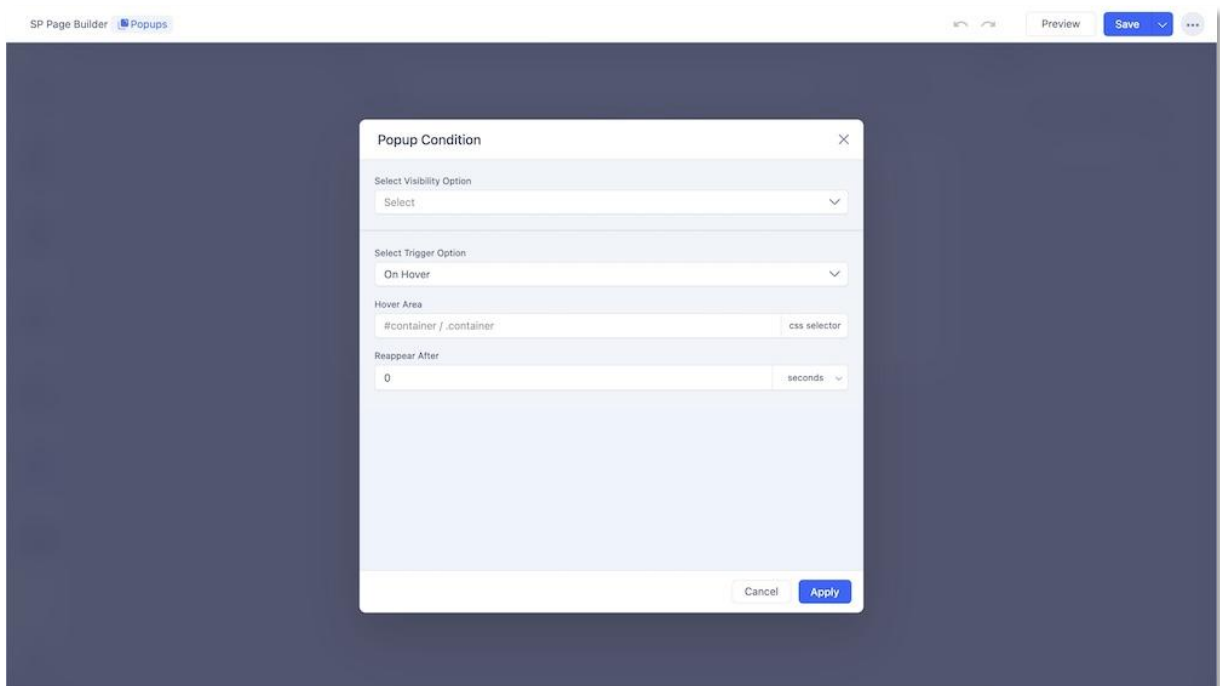 SP Page Builder Popups Preview Save
Popup Condition
Select Visibility Option
Select
Select Trigger Option
On Hover
Hover Area
#container / .container css selector
Reappear After
0 seconds
Cancel Apply